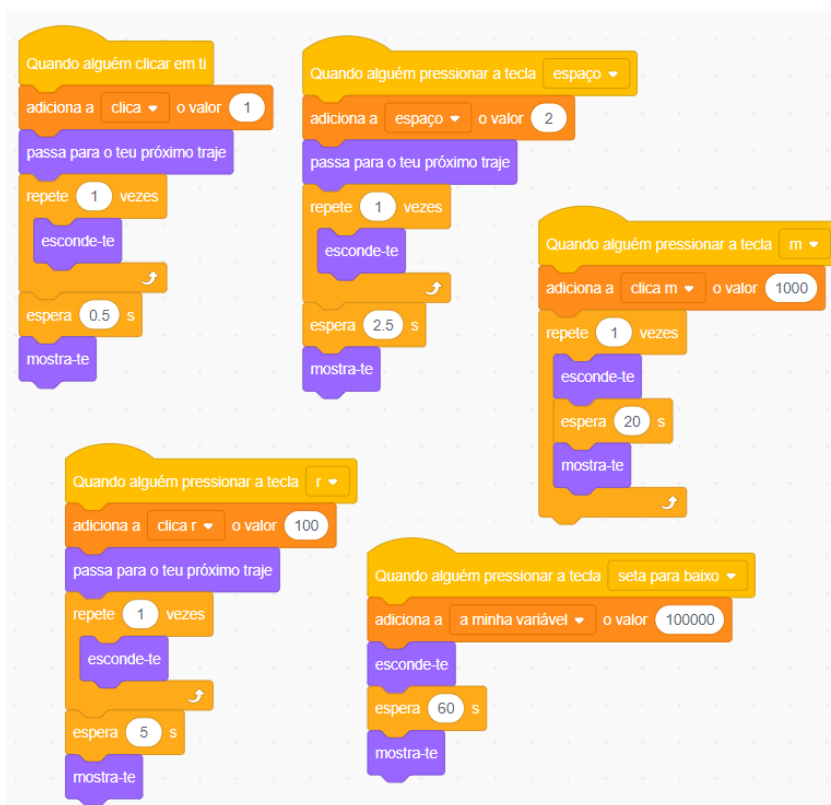 Quando alguém clicar em ti
adiciona a clica o valor 1
passa para o teu próximo traje
repete 1 vezes
esconde-te
espera 0.5 s
mostra-te
Quando alguém pressionar a tecla espaço
adiciona a espaço o valor 2
passa para o teu próximo traje
repete 1 vezes
esconde-te
espera 2.5 s
mostra-te
Quando alguém pressionar a tecla m
adiciona a clica m o valor 1000
repete 1 vezes
esconde-te
espera 20 s
mostra-te
Quando alguém pressionar a tecla r
adiciona a clica r o valor 100
passa para o teu próximo traje
repete 1 vezes
esconde-te
espera 5 s
mostra-te
Quando alguém pressionar a tecla seta para baixo
adiciona a a minha variável o valor 100000
esconde-te
espera 60 s
mostra-te